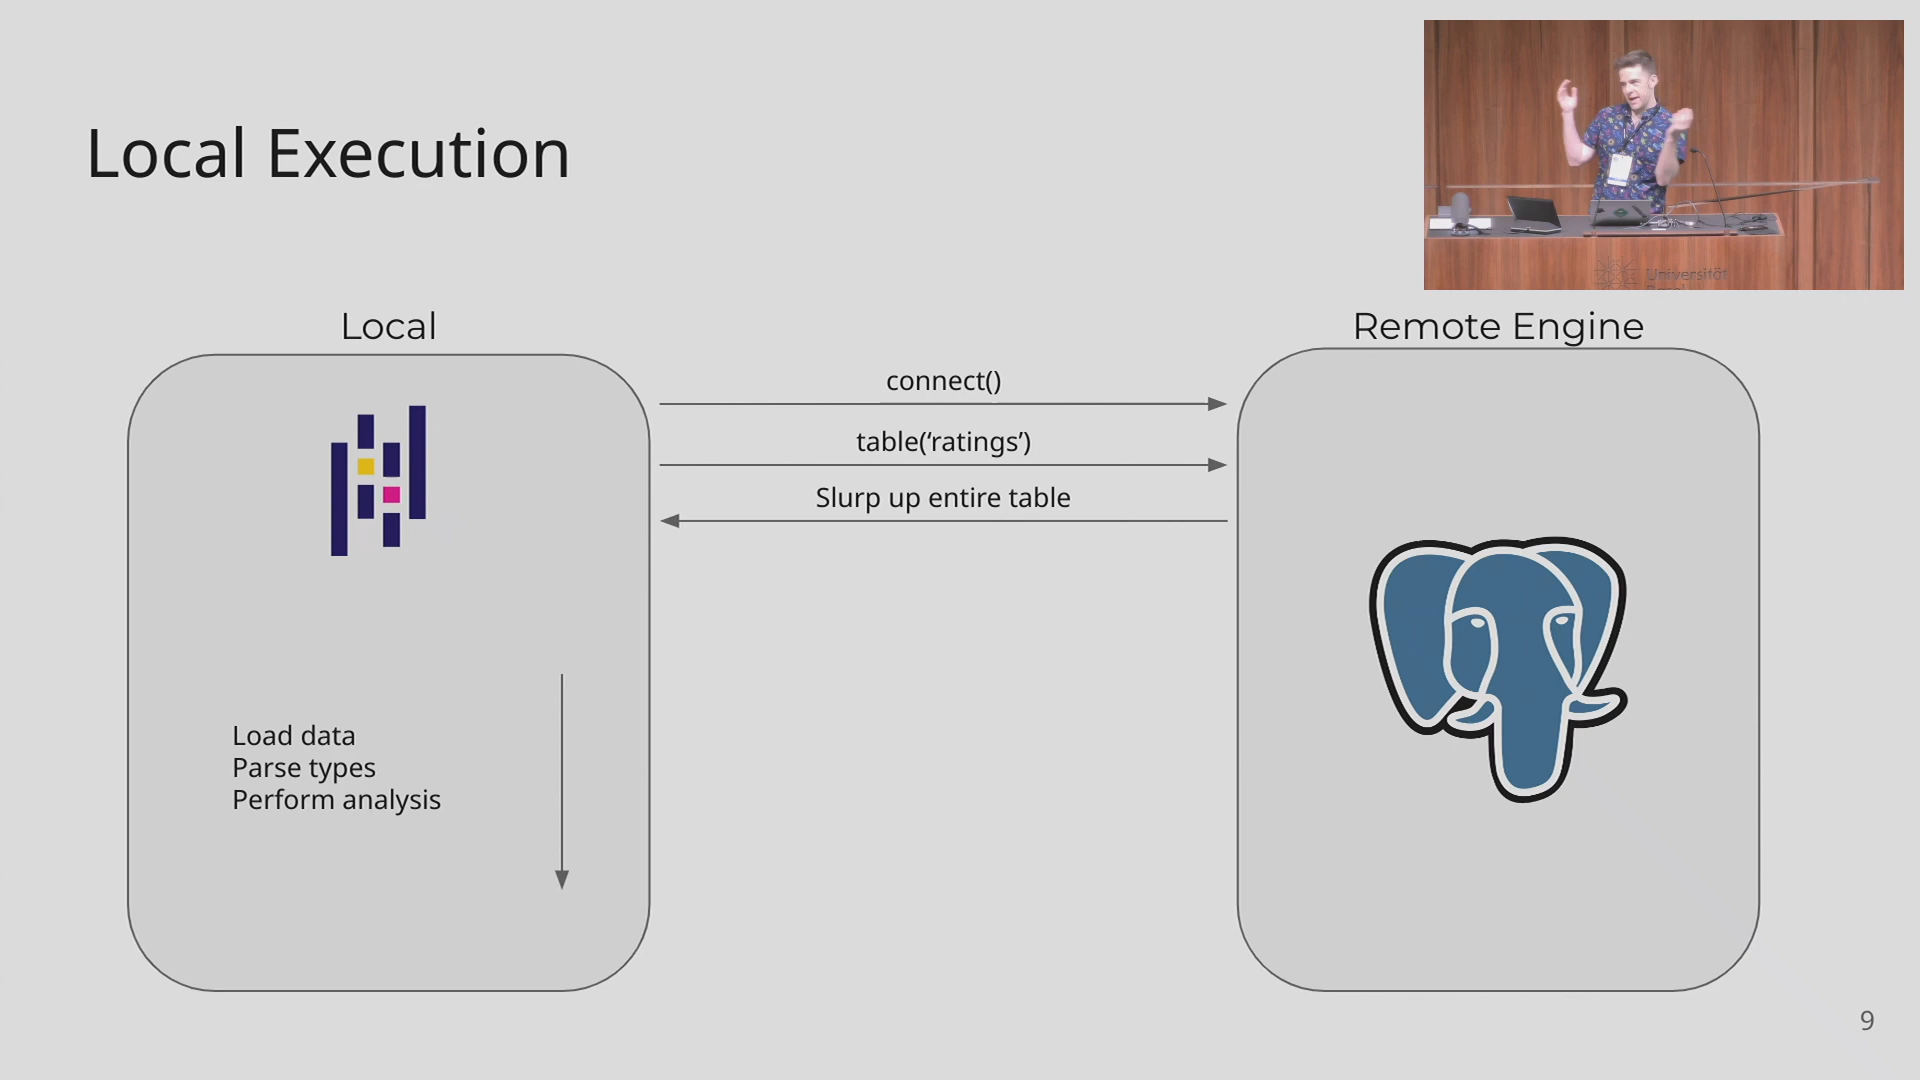 Local Execution
Universität
Local
Remote Engine
connect()
table(‘ratings’)
Slurp up entire table
Load data
Parse types
Perform analysis
9